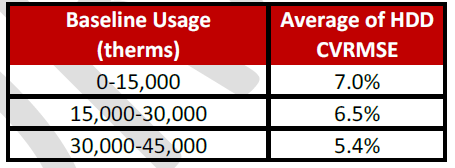 Baseline Usage Average of HDD
(therms) CVRMSE
0-15,000 7.0%
15,000-30,000 6.5%
30,000-45,000 5.4%